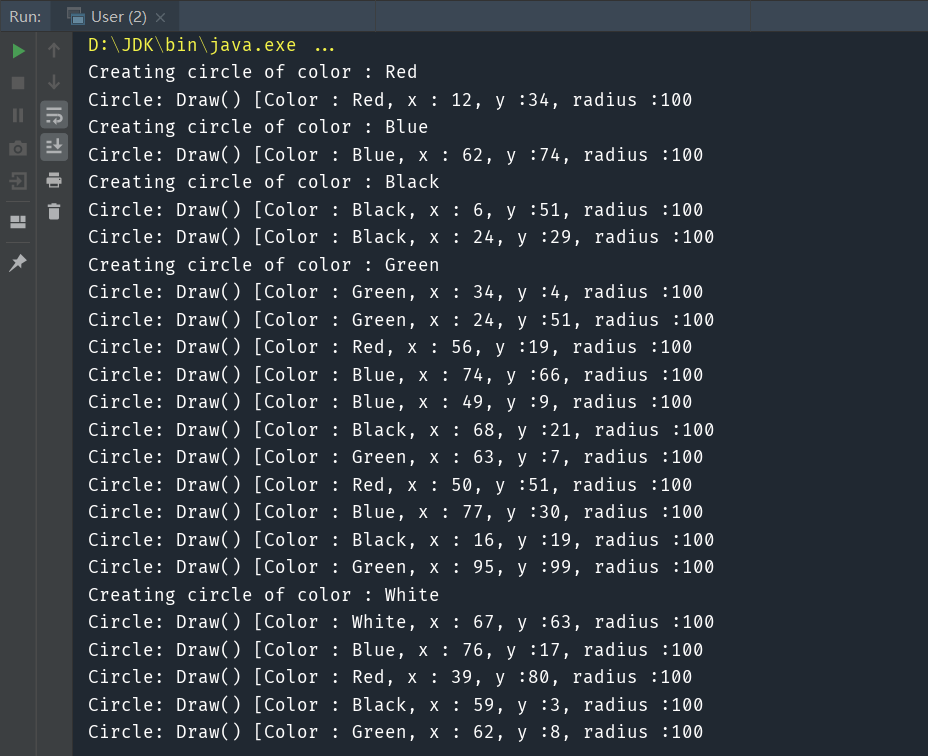 Run: User (2)
D:\JDK\bin\java.exe ...
Creating circle of color : Red
Circle: Draw() [Color : Red, x : 12, y :34, radius :100
Creating circle of color : Blue
Circle: Draw() [Color : Blue, x : 62, y :74, radius :100
Creating circle of color : Black
Circle: Draw() [Color : Black, x : 6, y :51, radius :100
Circle: Draw() [Color : Black, x : 24, y :29, radius :100
Creating circle of color : Green
Circle: Draw() [Color : Green, x : 34, y :4, radius :100
Circle: Draw() [Color : Green, x : 24, y :51, radius :100
Circle: Draw() [Color : Red, x : 56, y :19, radius :100
Circle: Draw() [Color : Blue, x : 74, y :66, radius :100
Circle: Draw() [Color : Blue, x : 49, y :9, radius :100
Circle: Draw() [Color : Black, x : 68, y :21, radius :100
Circle: Draw() [Color : Green, x : 63, y :7, radius :100
Circle: Draw() [Color : Red, x : 50, y :51, radius :100
Circle: Draw() [Color : Blue, x : 77, y :30, radius :100
Circle: Draw() [Color : Black, x : 16, y :19, radius :100
Circle: Draw() [Color : Green, x : 95, y :99, radius :100
Creating circle of color : White
Circle: Draw() [Color : White, x : 67, y :63, radius :100
Circle: Draw() [Color : Blue, x : 76, y :17, radius :100
Circle: Draw() [Color : Red, x : 39, y :80, radius :100
Circle: Draw() [Color : Black, x : 59, y :3, radius :100
Circle: Draw() [Color : Green, x : 62, y :8, radius :100